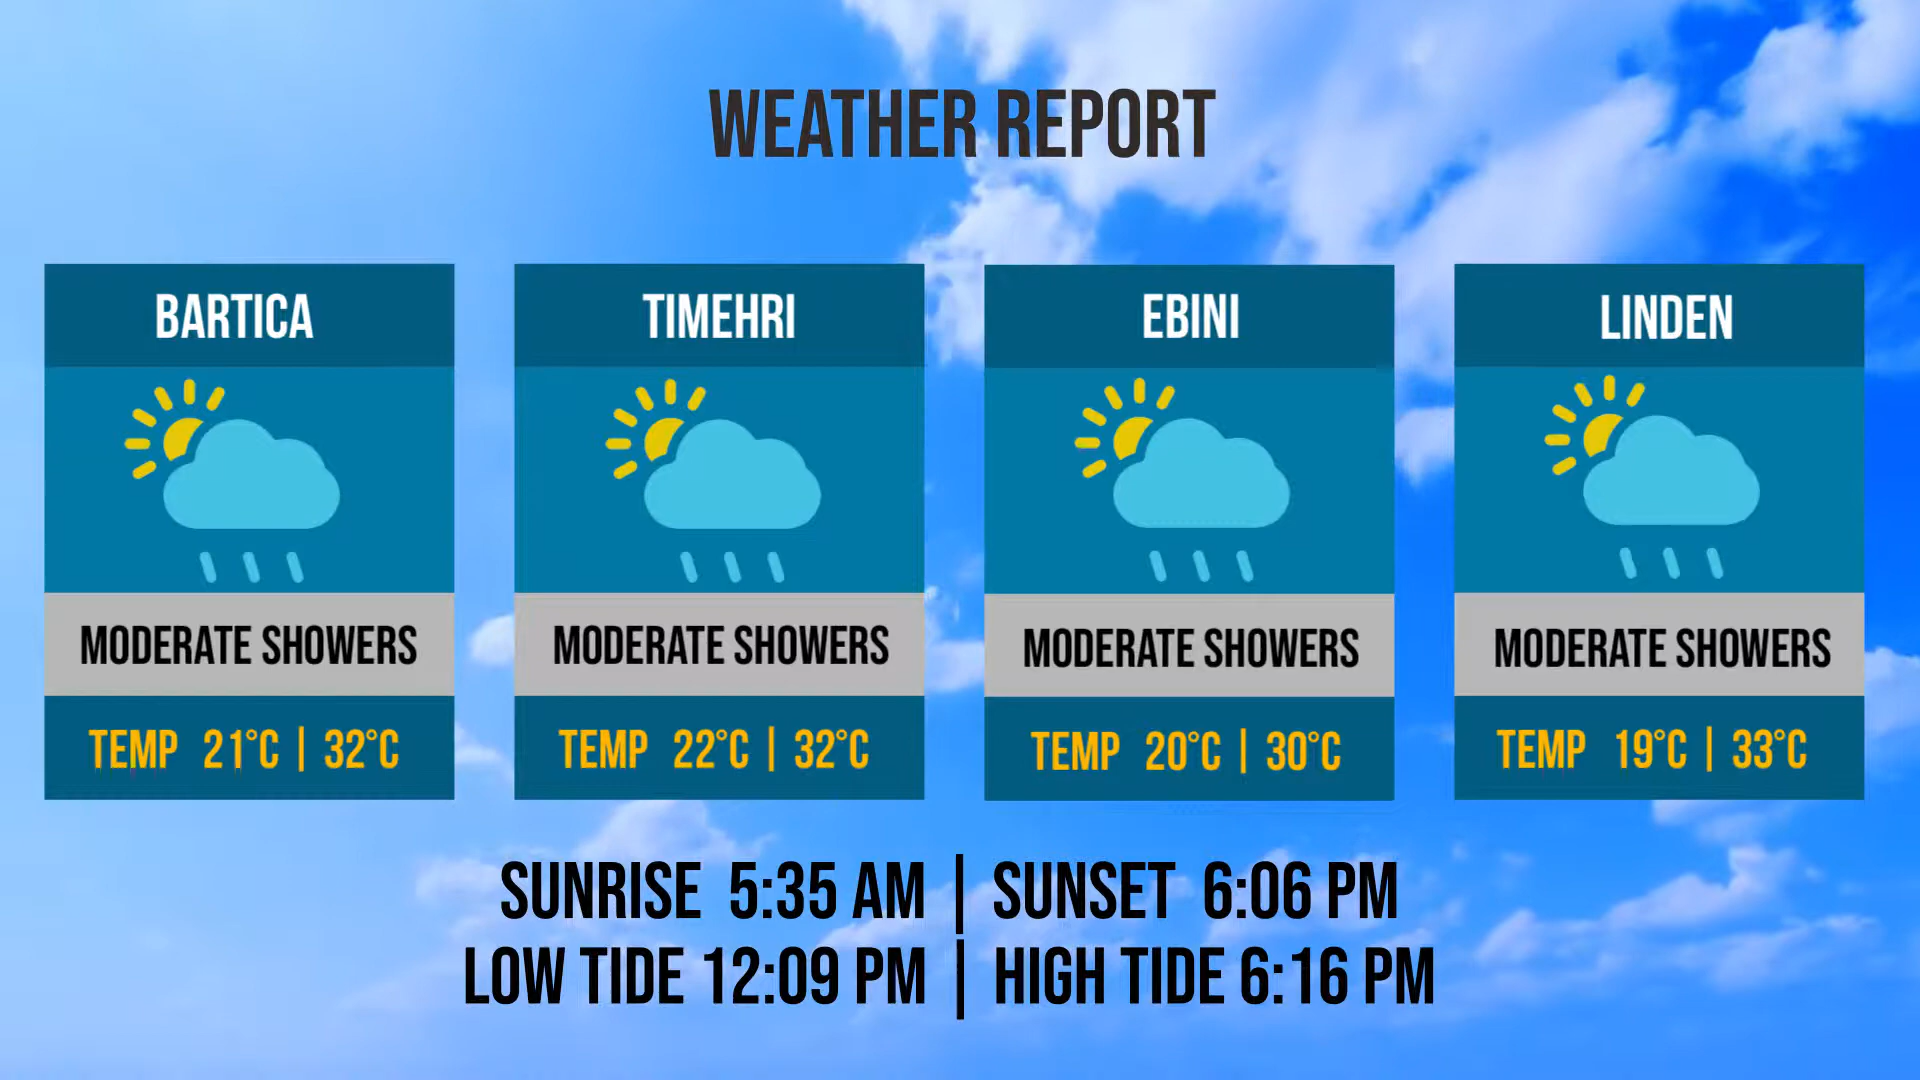 WEATHER REPORT
BARTICA
MODERATE SHOWERS
TEMP 21°C | 32°C
TIMEHRI
MODERATE SHOWERS
TEMP 22°C | 32°C
EBINI
MODERATE SHOWERS
TEMP 20°C | 30°C
LINDEN
MODERATE SHOWERS
TEMP 19°C | 33°C
SUNRISE 5:35 AM | SUNSET 6:06 PM
LOW TIDE 12:09 PM | HIGH TIDE 6:16 PM